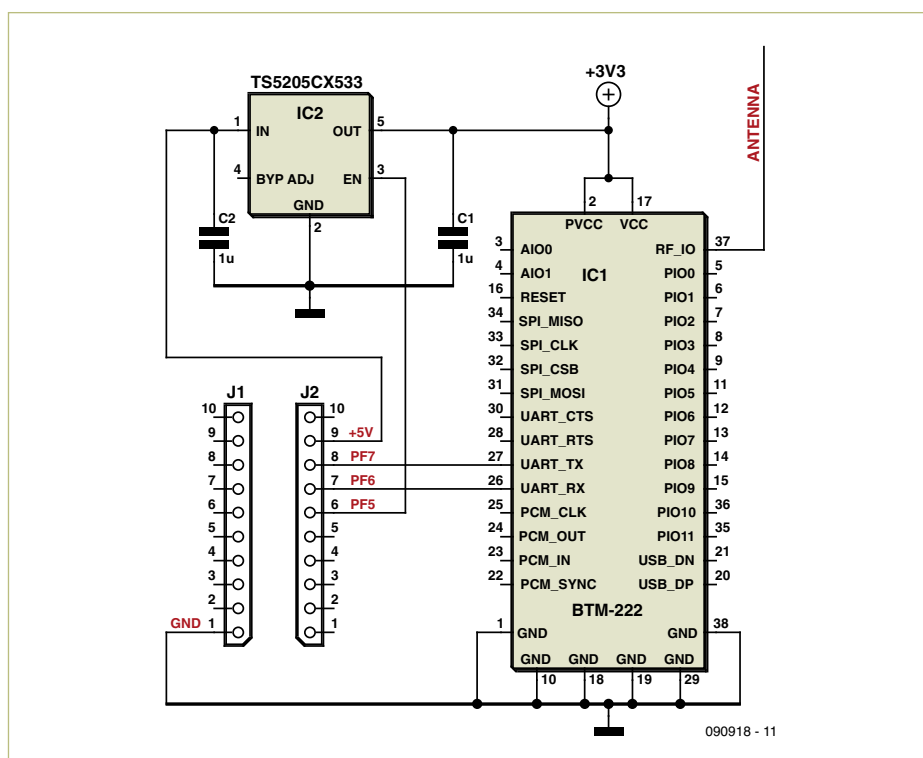 TS5205CX533
IC2
1 IN OUT 5
4 BYP ADJ EN 3
GND
2
C2
1u
C1
1u
+3V3
ANTENNA
2 17
PVCC VCC
IC1
3 AIO0 RF_IO 37
4 AIO1 PIO0 5
16 RESET PIO1 6
34 SPI_MISO PIO2 7
33 SPI_CLK PIO3 8
32 SPI_CSB PIO4 9
31 SPI_MOSI PIO5 11
30 UART_CTS PIO6 12
28 UART_RTS PIO7 13
27 UART_TX PIO8 14
26 UART_RX PIO9 15
25 PCM_CLK PIO10 36
24 PCM_OUT PIO11 35
23 PCM_IN USB_DN 21
22 PCM_SYNC USB_DP 20
BTM-222
1 GND GND 38
GND GND GND GND
10 18 19 29
J1
10
9
8
7
6
5
4
3
2
GND 1
J2
10
9 +5V
8 PF7
7 PF6
6 PF5
5
4
3
2
1
090918 - 11